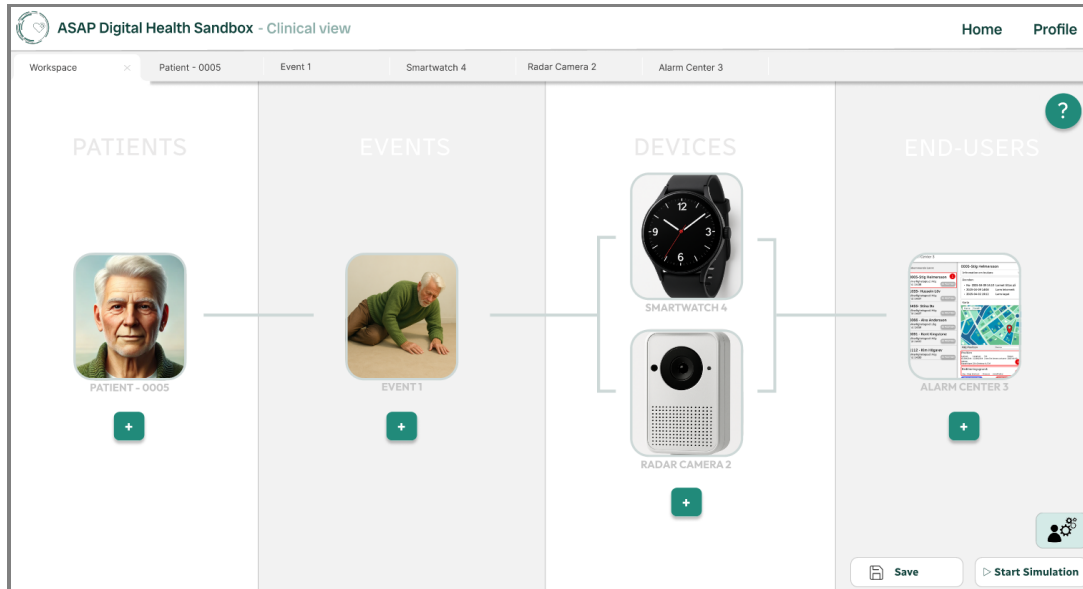 ASAP Digital Health Sandbox - Clinical view
Home
Profile
Workspace
×
Patient - 0005
Event 1
Smartwatch 4
Radar Camera 2
Alarm Center 3
?
PATIENTS
EVENTS
DEVICES
END-USERS
12
3
6
9
SMARTWATCH 4
PATIENT - 0005
EVENT 1
ALARM CENTER 3
+
+
+
RADAR CAMERA 2
+
Save
Start Simulation